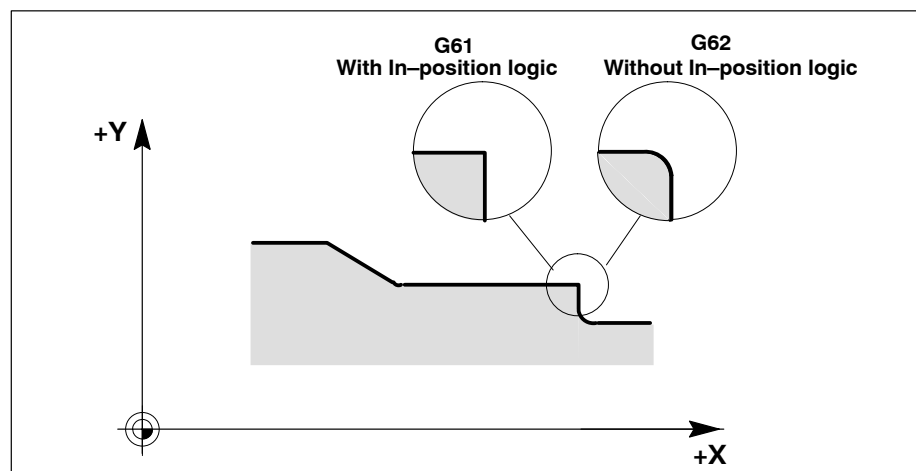 G61
With In–position logic
G62
Without In–position logic
+Y
+X